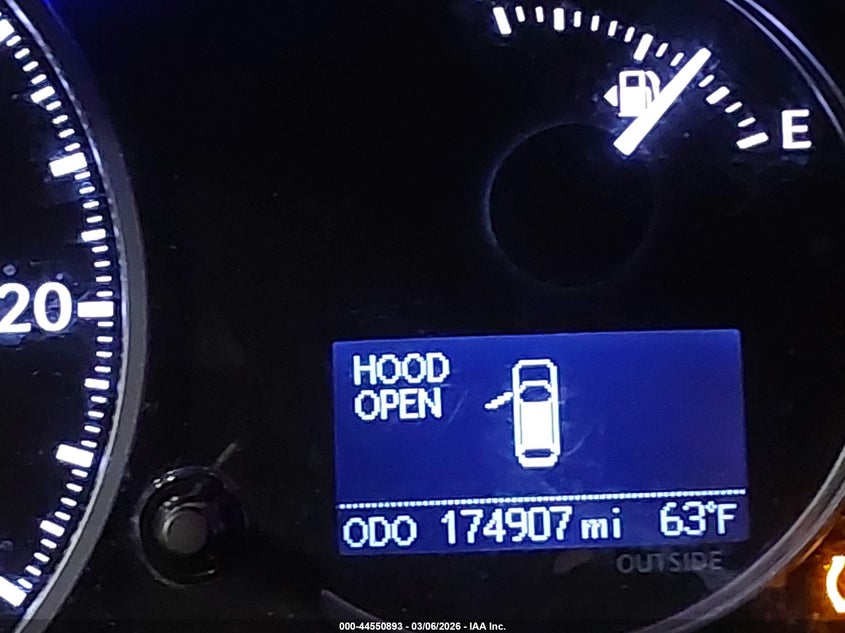 E
20
HOOD
OPEN
ODO 174907 mi 63°F
OUTSIDE
000-44550893 - 03/06/2026 - IAA Inc.